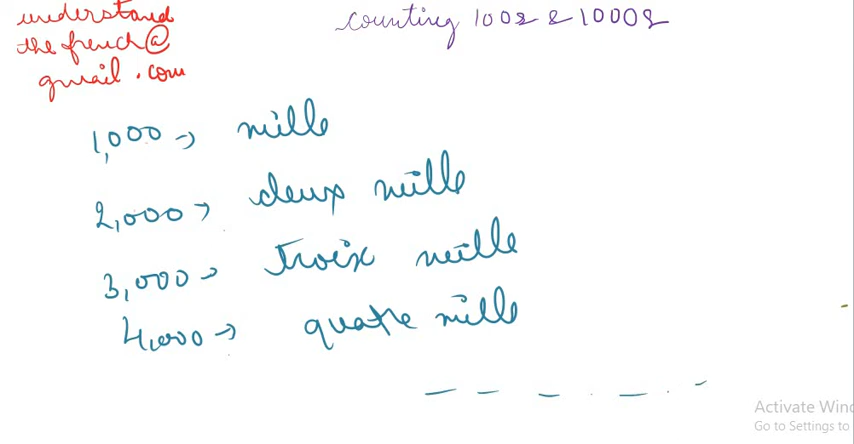 understand
the french@
gmail.com
counting 100s & 1000s
1,000 → mille
2,000 → deux mille
3,000 → troix mille
4,000 → quatre mille
Activate Wind
Go to Settings to